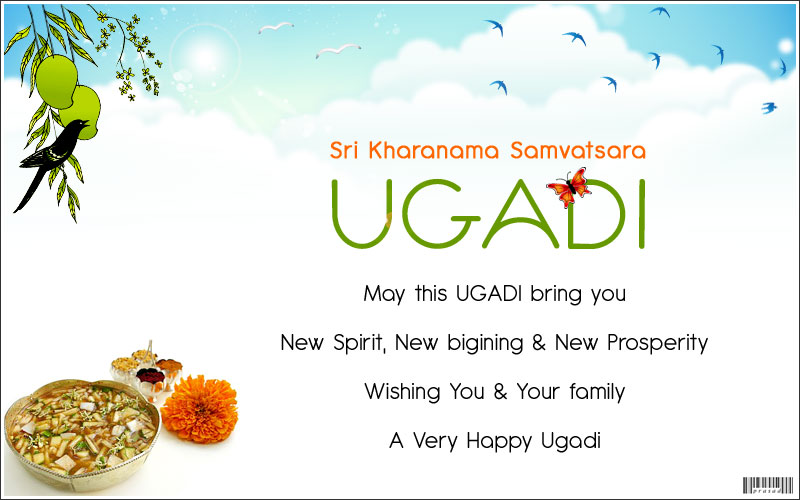 Sri Kharanama Samvatsara
UGADI
May this UGADI bring you
New Spirit, New bigining & New Prosperity
Wishing You & Your family
A Very Happy Ugadi
prasad